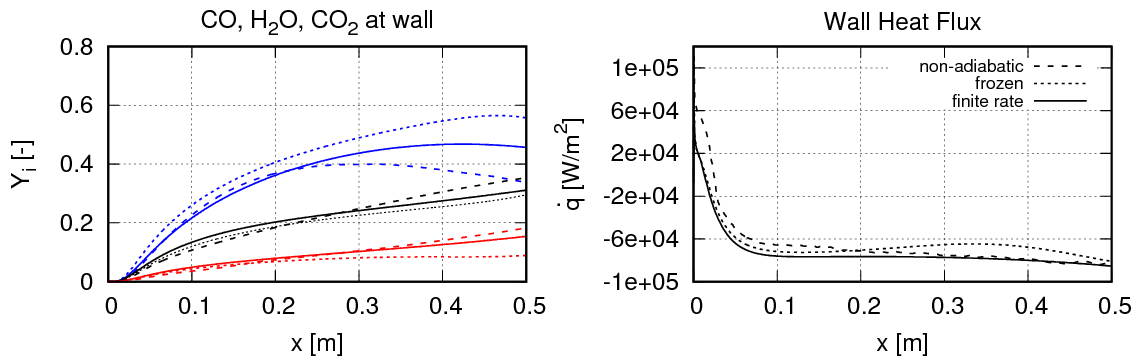 CO, H2O, CO2 at wall
0.8
0.6
0.4
0.2
0
Yi [-]
0 0.1 0.2 0.3 0.4 0.5
x [m]
Wall Heat Flux
1e+05
6e+04
2e+04
-2e+04
-6e+04
-1e+05
q̇ [W/m2]
non-adiabatic
frozen
finite rate
0 0.1 0.2 0.3 0.4 0.5
x [m]